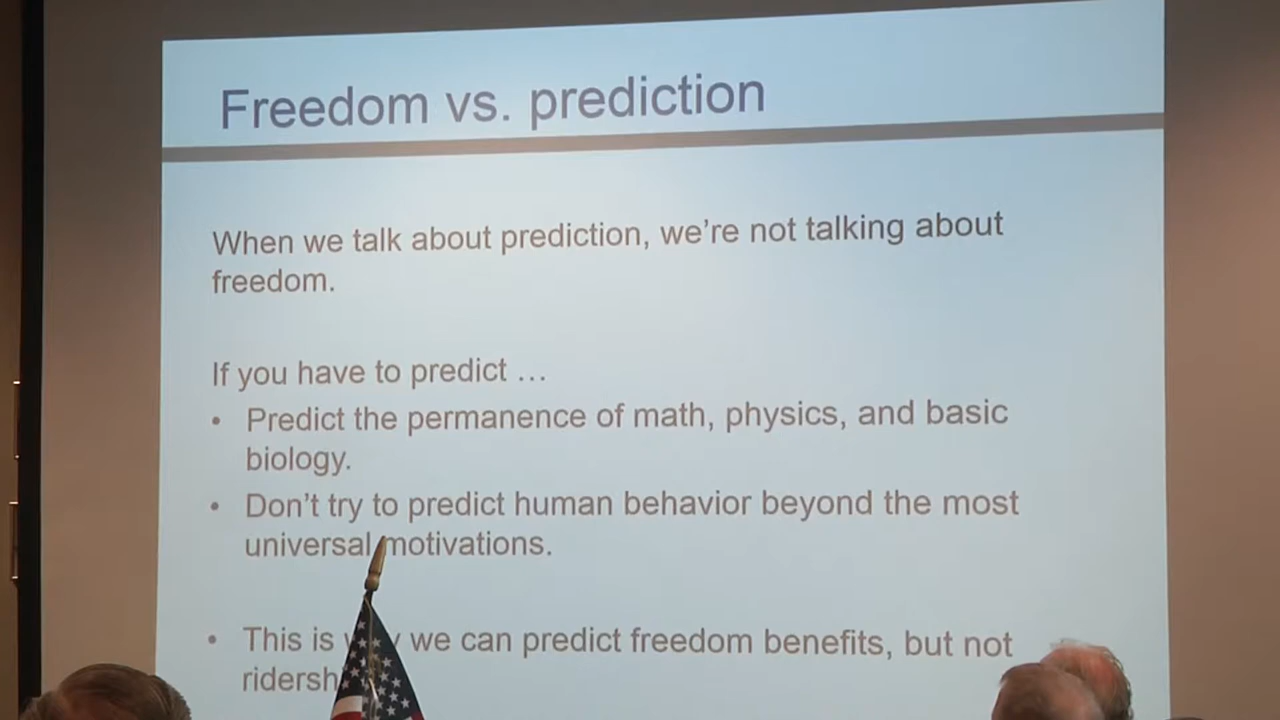 Freedom vs. prediction
When we talk about prediction, we're not talking about
freedom.
If you have to predict …
• Predict the permanence of math, physics, and basic
biology.
• Don't try to predict human behavior beyond the most
universal motivations.
• This is we can predict freedom benefits, but not